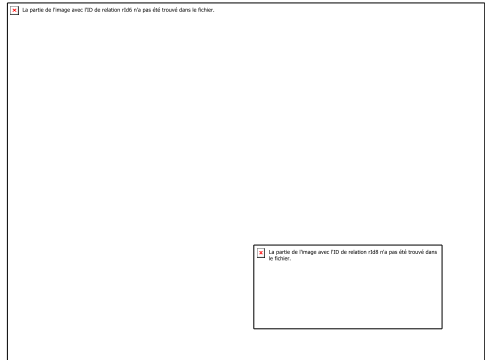 La partie de l'image avec l'ID de relation rId6 n'a pas été trouvé dans le fichier.
La partie de l'image avec l'ID de relation rId8 n'a pas été trouvé dans
le fichier.